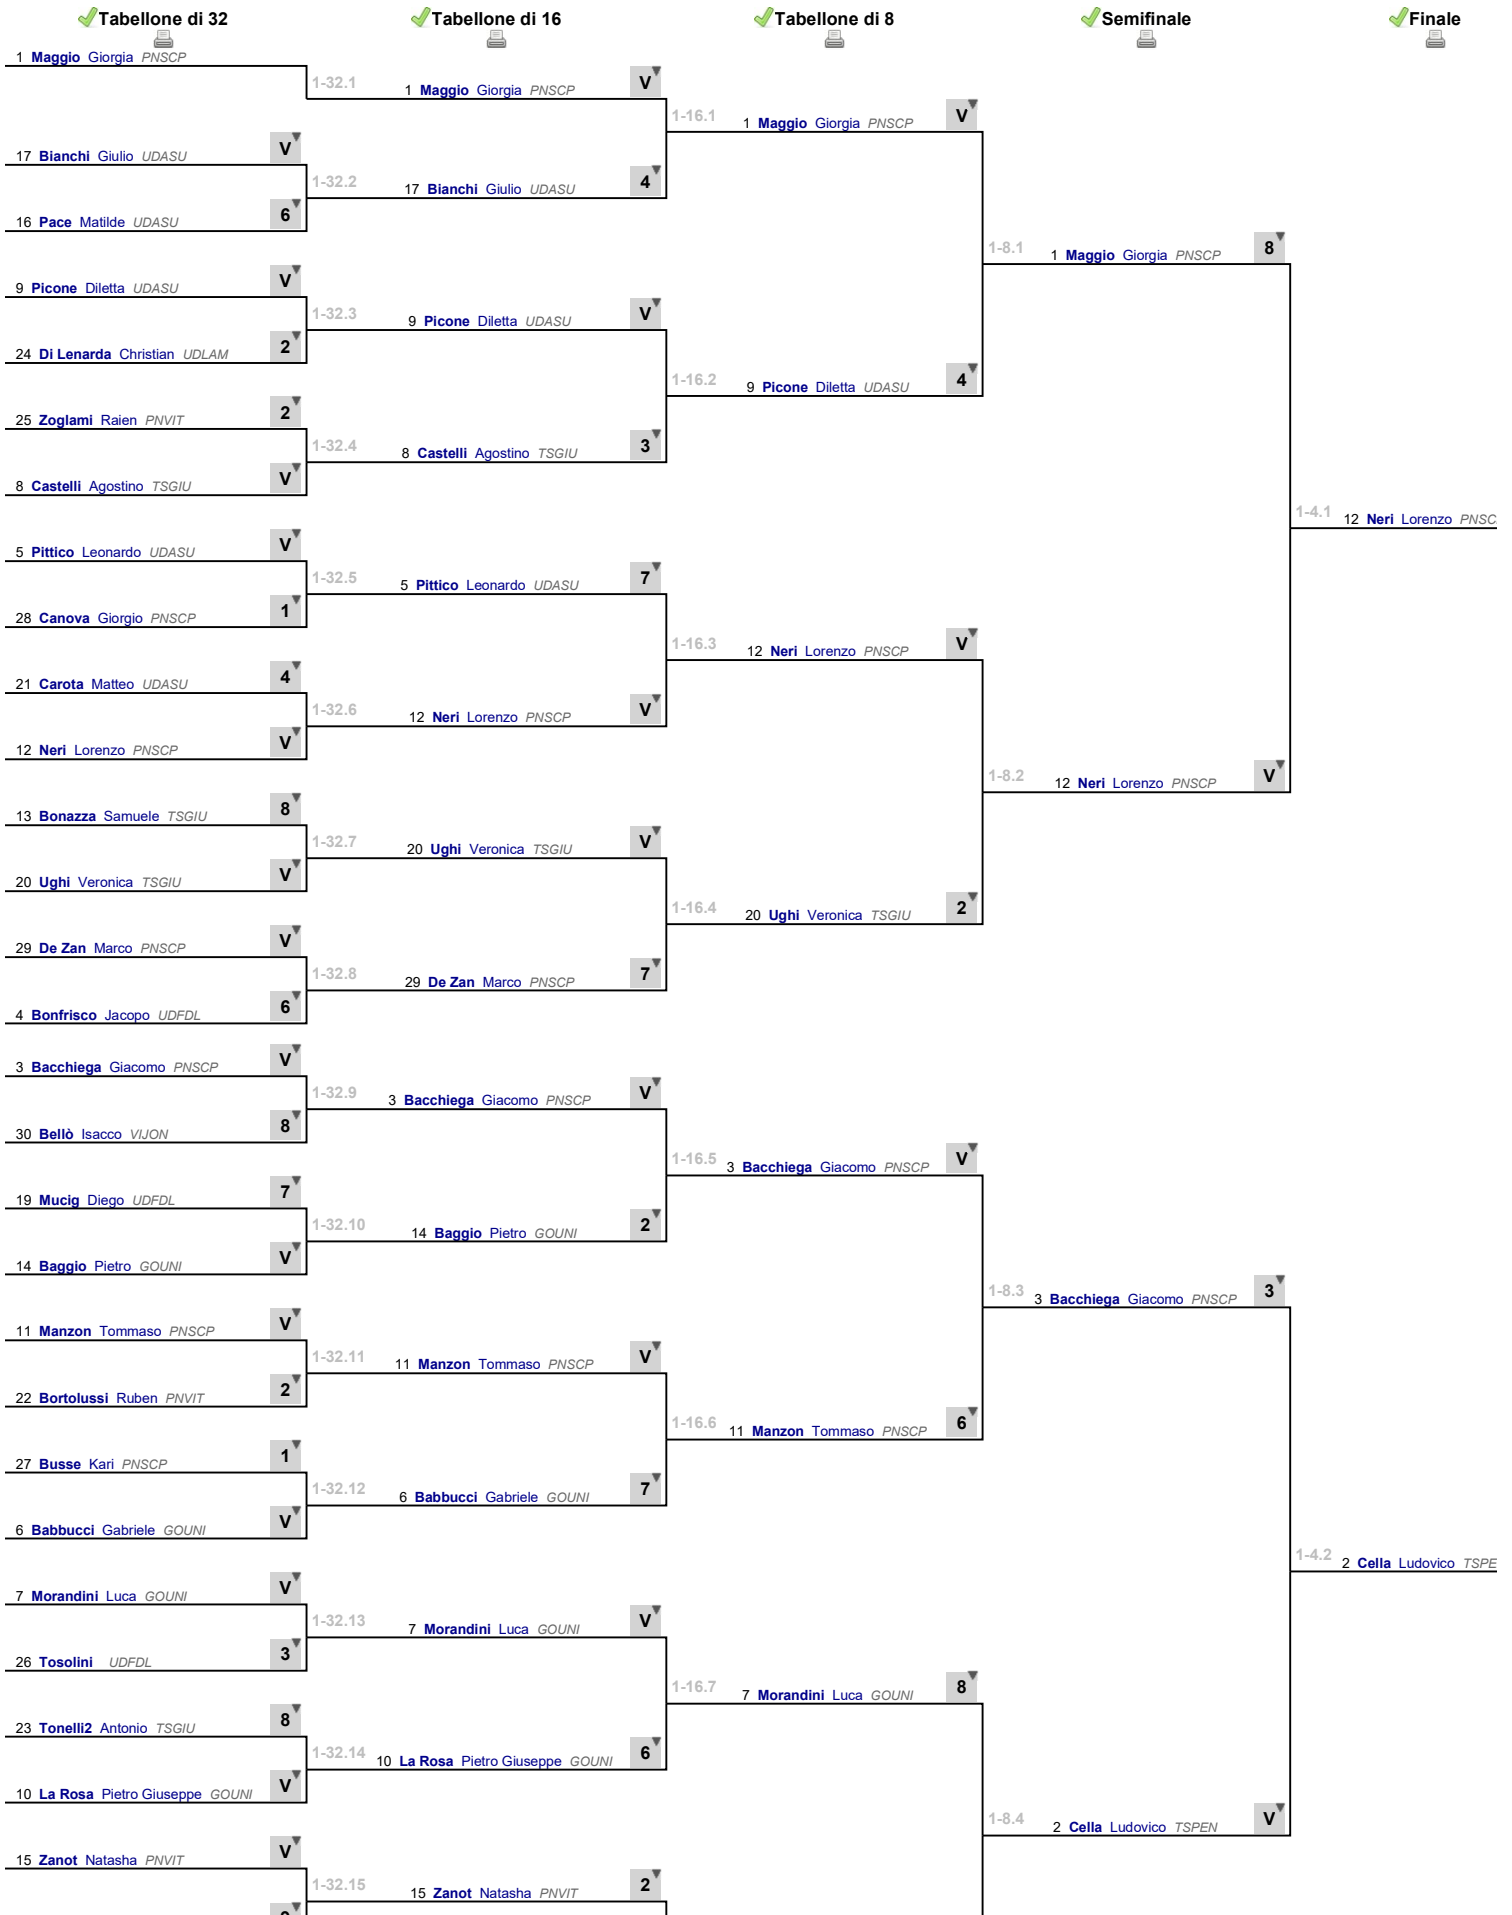 Tabellone di 32 Tabellone di 16 Tabellone di 8 Semifinale Finale
1 Maggio Giorgia PNSCP
1-32.1 1 Maggio Giorgia PNSCP V
1-16.1 1 Maggio Giorgia PNSCP V
17 Bianchi Giulio UDASU V
1-32.2 17 Bianchi Giulio UDASU 4
16 Pace Matilde UDASU 6
1-8.1 1 Maggio Giorgia PNSCP 8
9 Picone Diletta UDASU V
1-32.3 9 Picone Diletta UDASU V
24 Di Lenarda Christian UDLAM 2
1-16.2 9 Picone Diletta UDASU 4
25 Zoglami Raien PNVIT 2
1-32.4 8 Castelli Agostino TSGIU 3
8 Castelli Agostino TSGIU V
1-4.1 12 Neri Lorenzo PNSC
5 Pittico Leonardo UDASU V
1-32.5 5 Pittico Leonardo UDASU 7
28 Canova Giorgio PNSCP 1
1-16.3 12 Neri Lorenzo PNSCP V
21 Carota Matteo UDASU 4
1-32.6 12 Neri Lorenzo PNSCP V
12 Neri Lorenzo PNSCP V
1-8.2 12 Neri Lorenzo PNSCP V
13 Bonazza Samuele TSGIU 8
1-32.7 20 Ughi Veronica TSGIU V
20 Ughi Veronica TSGIU V
1-16.4 20 Ughi Veronica TSGIU 2
29 De Zan Marco PNSCP V
1-32.8 29 De Zan Marco PNSCP 7
4 Bonfrisco Jacopo UDFDL 6
3 Bacchiega Giacomo PNSCP V
1-32.9 3 Bacchiega Giacomo PNSCP V
30 Bellò Isacco VIJON 8
1-16.5 3 Bacchiega Giacomo PNSCP V
19 Mucig Diego UDFDL 7
1-32.10 14 Baggio Pietro GOUNI 2
14 Baggio Pietro GOUNI V
1-8.3 3 Bacchiega Giacomo PNSCP 3
11 Manzon Tommaso PNSCP V
1-32.11 11 Manzon Tommaso PNSCP V
22 Bortolussi Ruben PNVIT 2
1-16.6 11 Manzon Tommaso PNSCP 6
27 Busse Kari PNSCP 1
1-32.12 6 Babbucci Gabriele GOUNI 7
6 Babbucci Gabriele GOUNI V
1-4.2 2 Cella Ludovico TSPE
7 Morandini Luca GOUNI V
1-32.13 7 Morandini Luca GOUNI V
26 Tosolini UDFDL 3
1-16.7 7 Morandini Luca GOUNI 8
23 Tonelli2 Antonio TSGIU 8
1-32.14 10 La Rosa Pietro Giuseppe GOUNI 6
10 La Rosa Pietro Giuseppe GOUNI V
1-8.4 2 Cella Ludovico TSPEN V
15 Zanot Natasha PNVIT V
1-32.15 15 Zanot Natasha PNVIT 2